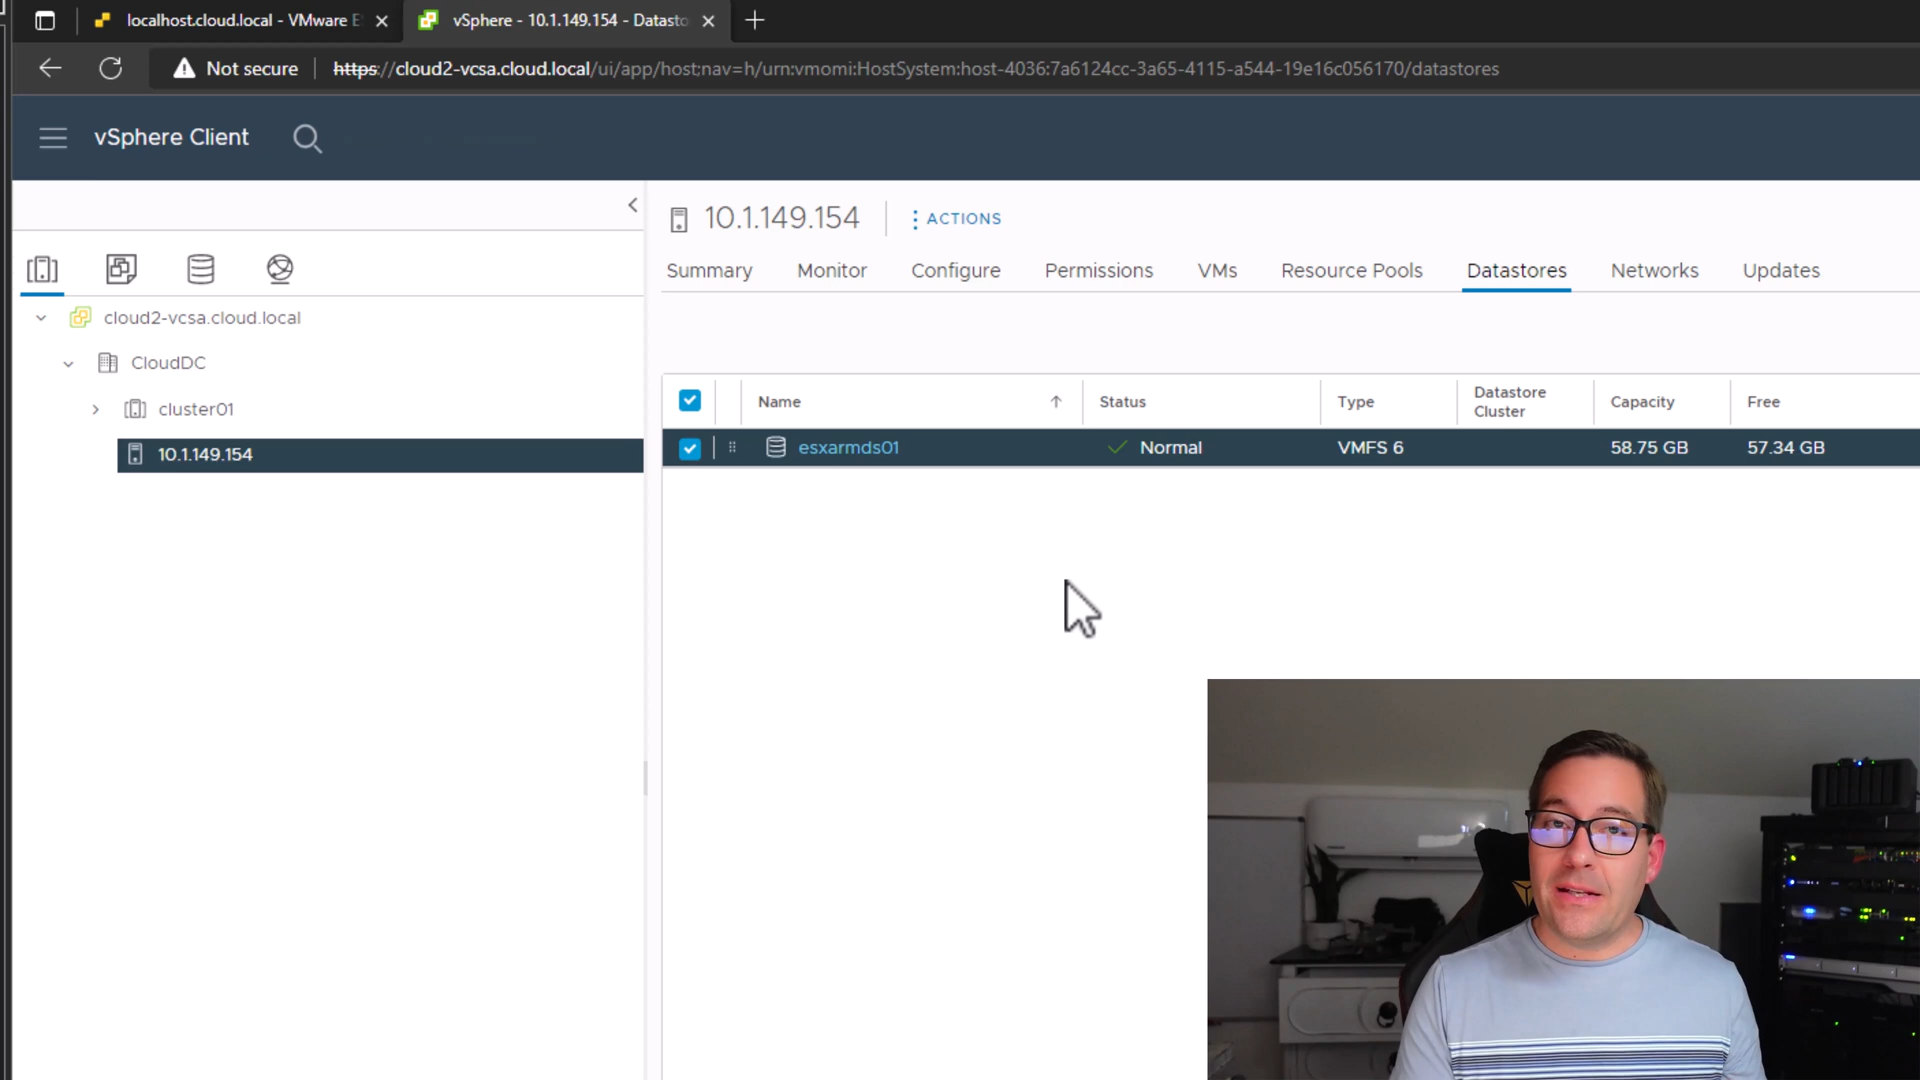 localhost.cloud.local - VMware E
vSphere - 10.1.149.154 - Datasto
Not secure
https://cloud2-vcsa.cloud.local/ui/app/host;nav=h/urn:vmomi:HostSystem:host-4036:7a6124cc-3a65-4115-a544-19e16c056170/datastores
vSphere Client
10.1.149.154
ACTIONS
Summary Monitor Configure Permissions VMs Resource Pools Datastores Networks Updates
cloud2-vcsa.cloud.local
CloudDC
cluster01
10.1.149.154
Name Status Type Datastore Cluster Capacity Free
esxarmds01 Normal VMFS 6 58.75 GB 57.34 GB